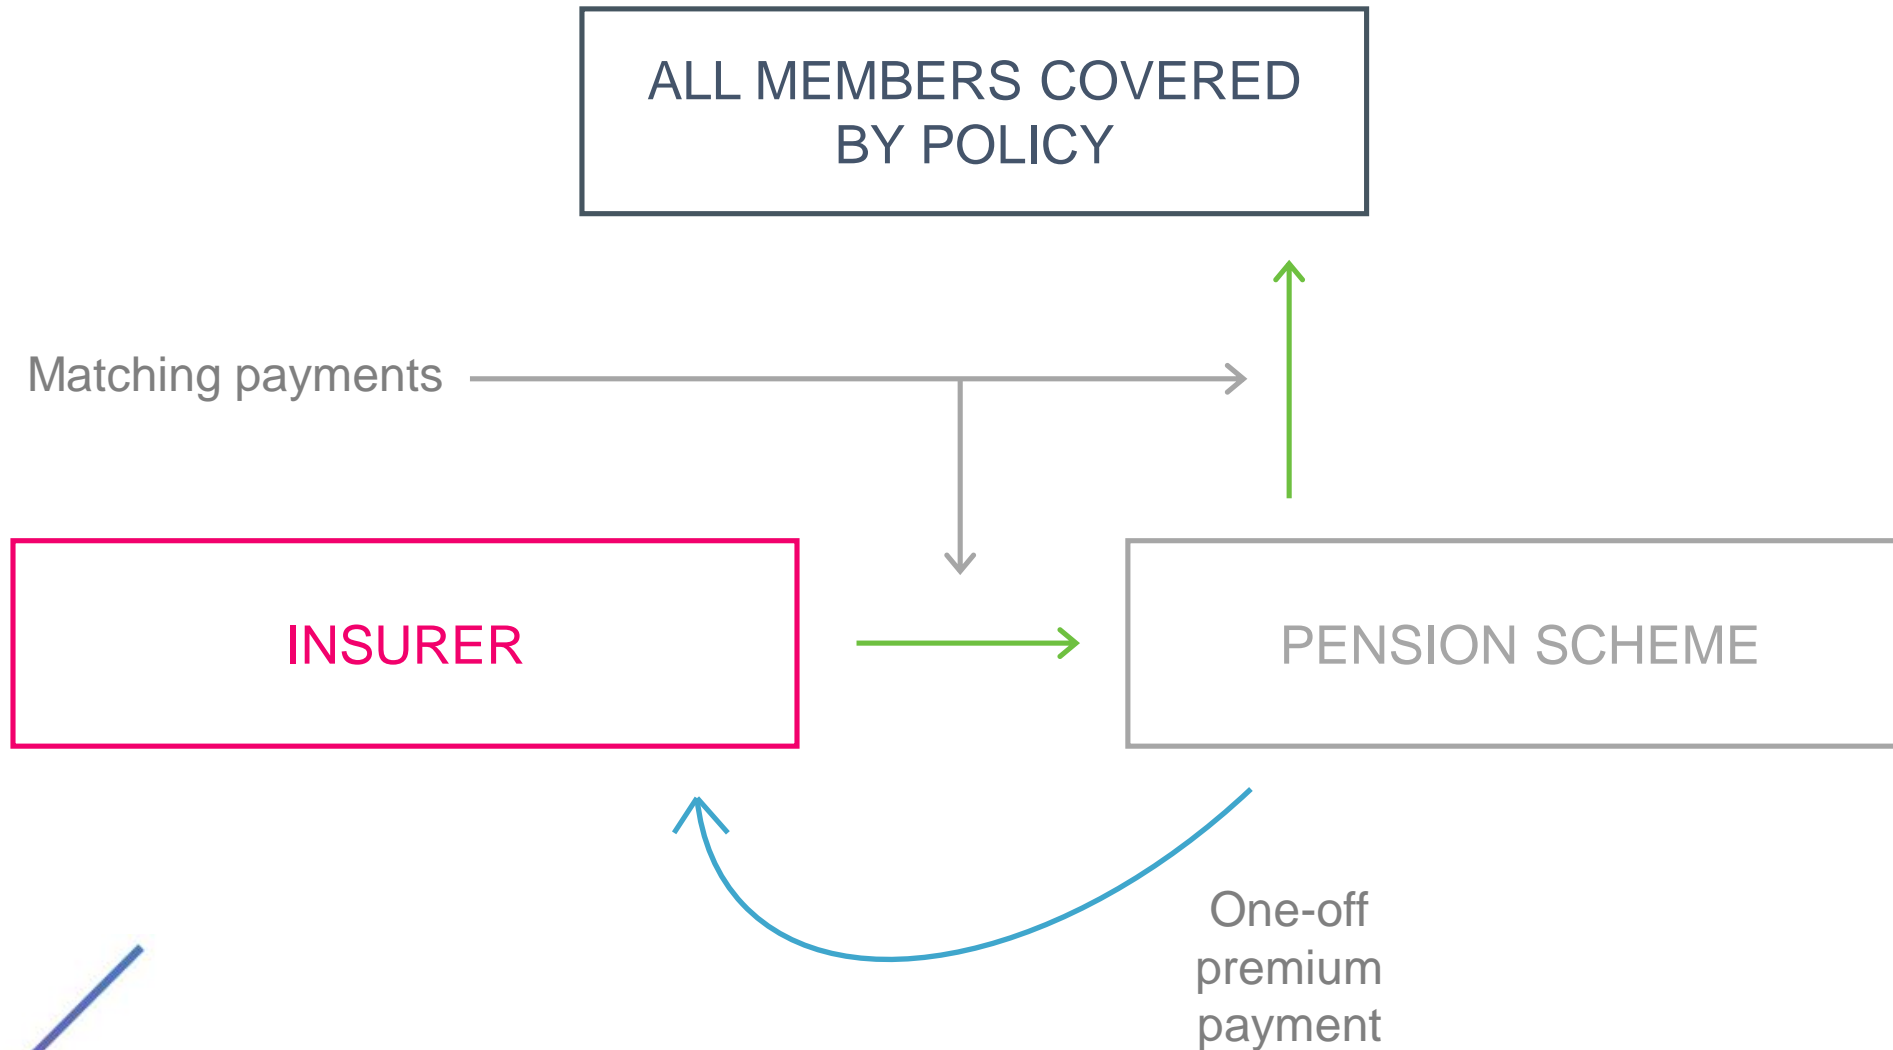 ALL MEMBERS COVERED
BY POLICY
Matching payments
INSURER
PENSION SCHEME
One-off
premium
payment